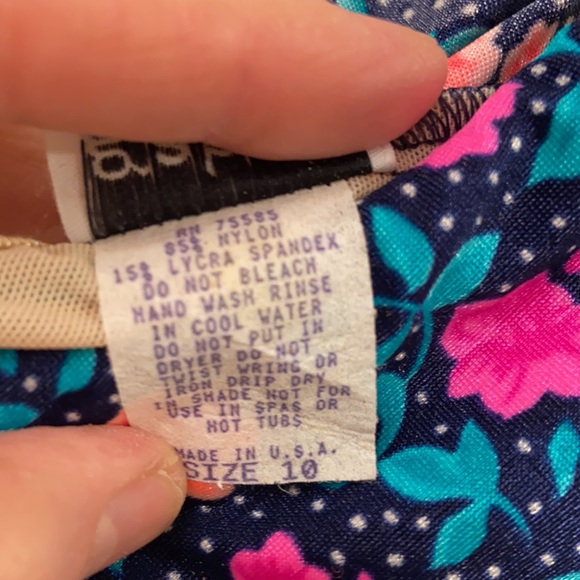 RN 75585
85% NYLON
15% LYCRA SPANDEX
DO NOT BLEACH
HAND WASH RINSE
IN COOL WATER
DO NOT PUT IN
DRYER DO NOT
TWIST WRING OR
IRON DRIP DRY
IN SHADE NOT FOR
USE IN SPAS OR
HOT TUBS
MADE IN U.S.A.
SIZE 10